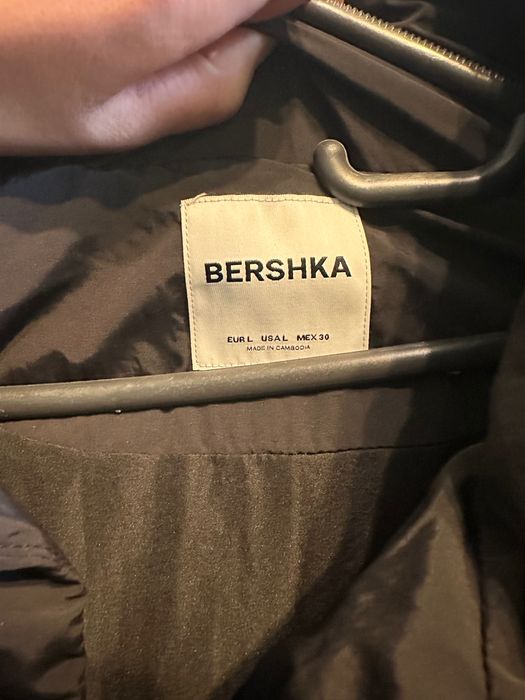 BERSHKA
EUR L USA L MEX 30
MADE IN CAMBODIA